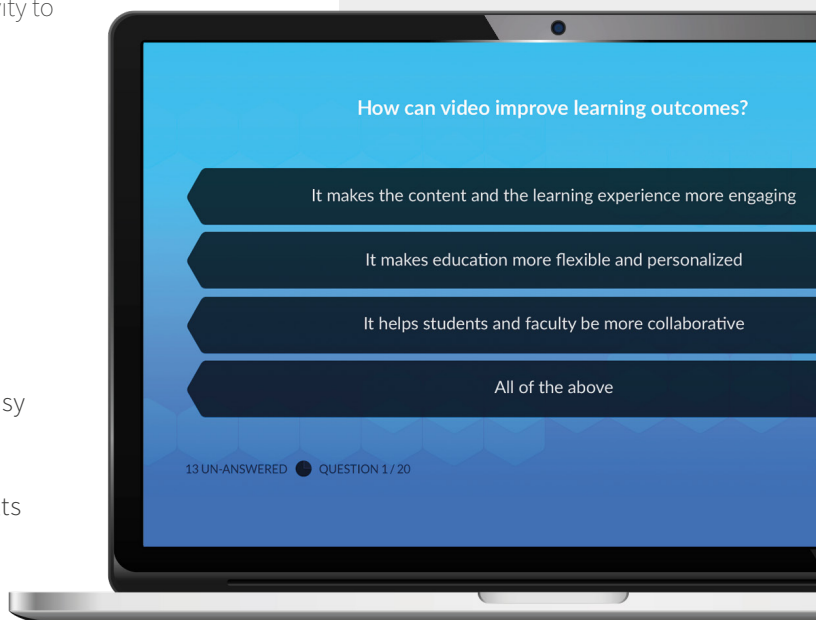 vity to
How can video improve learning outcomes?
It makes the content and the learning experience more engaging
It makes education more flexible and personalized
It helps students and faculty be more collaborative
All of the above
sy
13 UN-ANSWERED QUESTION 1 / 20
ts